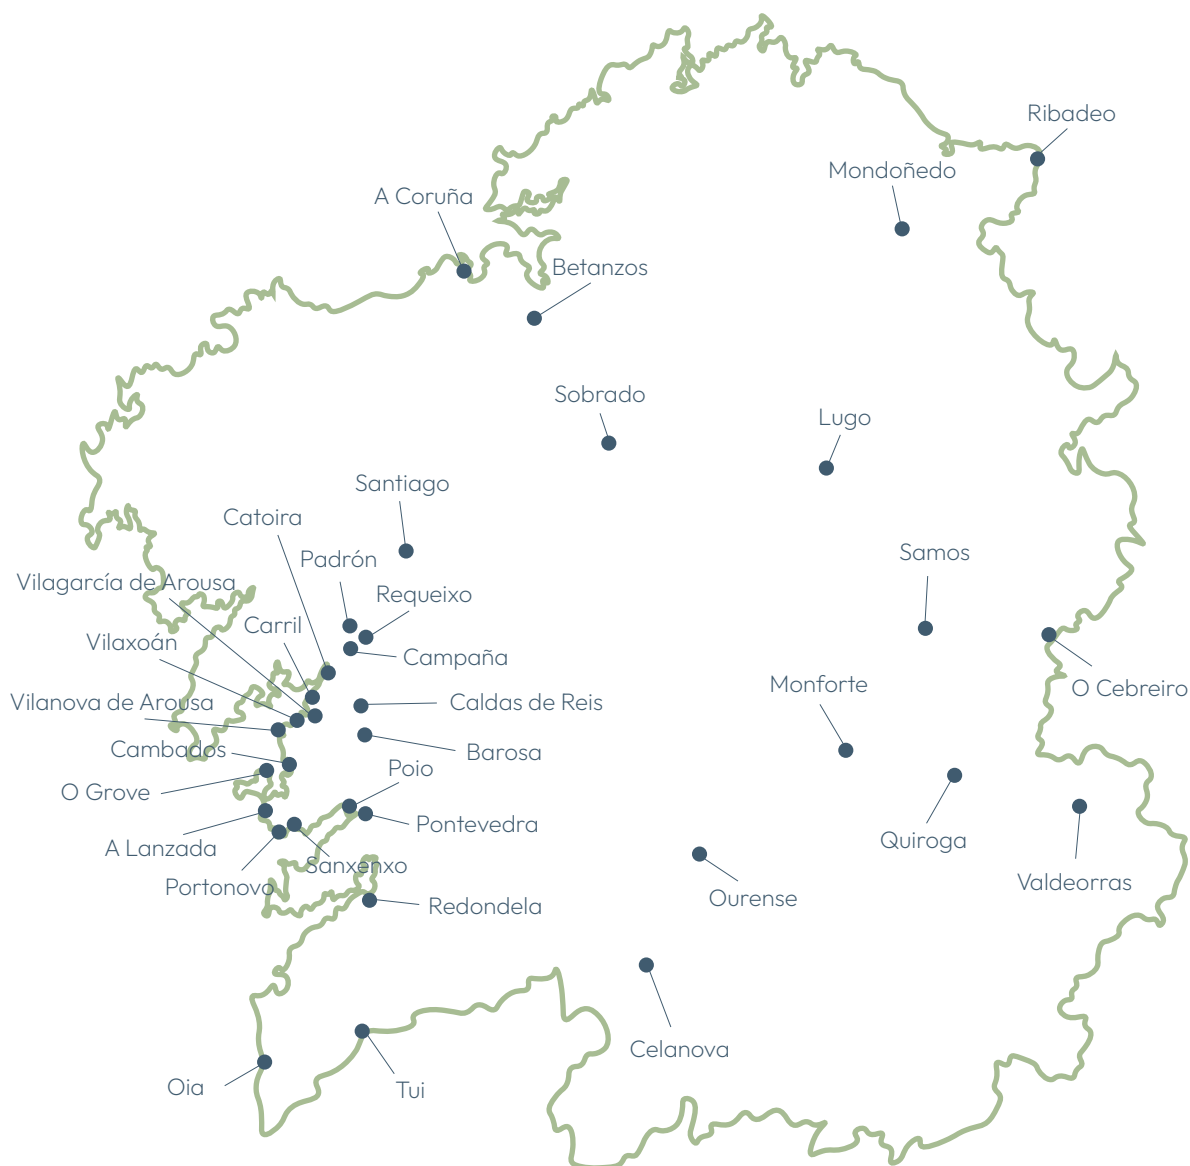 Ribadeo
Mondoñedo
A Coruña
Betanzos
Sobrado
Lugo
Santiago
Catoira
Samos
Padrón
Vilagarcía de Arousa
Requeixo
Carril
Vilaxoán
Campaña
Monforte
O Cebreiro
Vilanova de Arousa
Caldas de Reis
Cambados
Barosa
Poio
O Grove
Pontevedra
Quiroga
A Lanzada
Sanxenxo
Portonovo
Valdeorras
Ourense
Redondela
Celanova
Oia
Tui